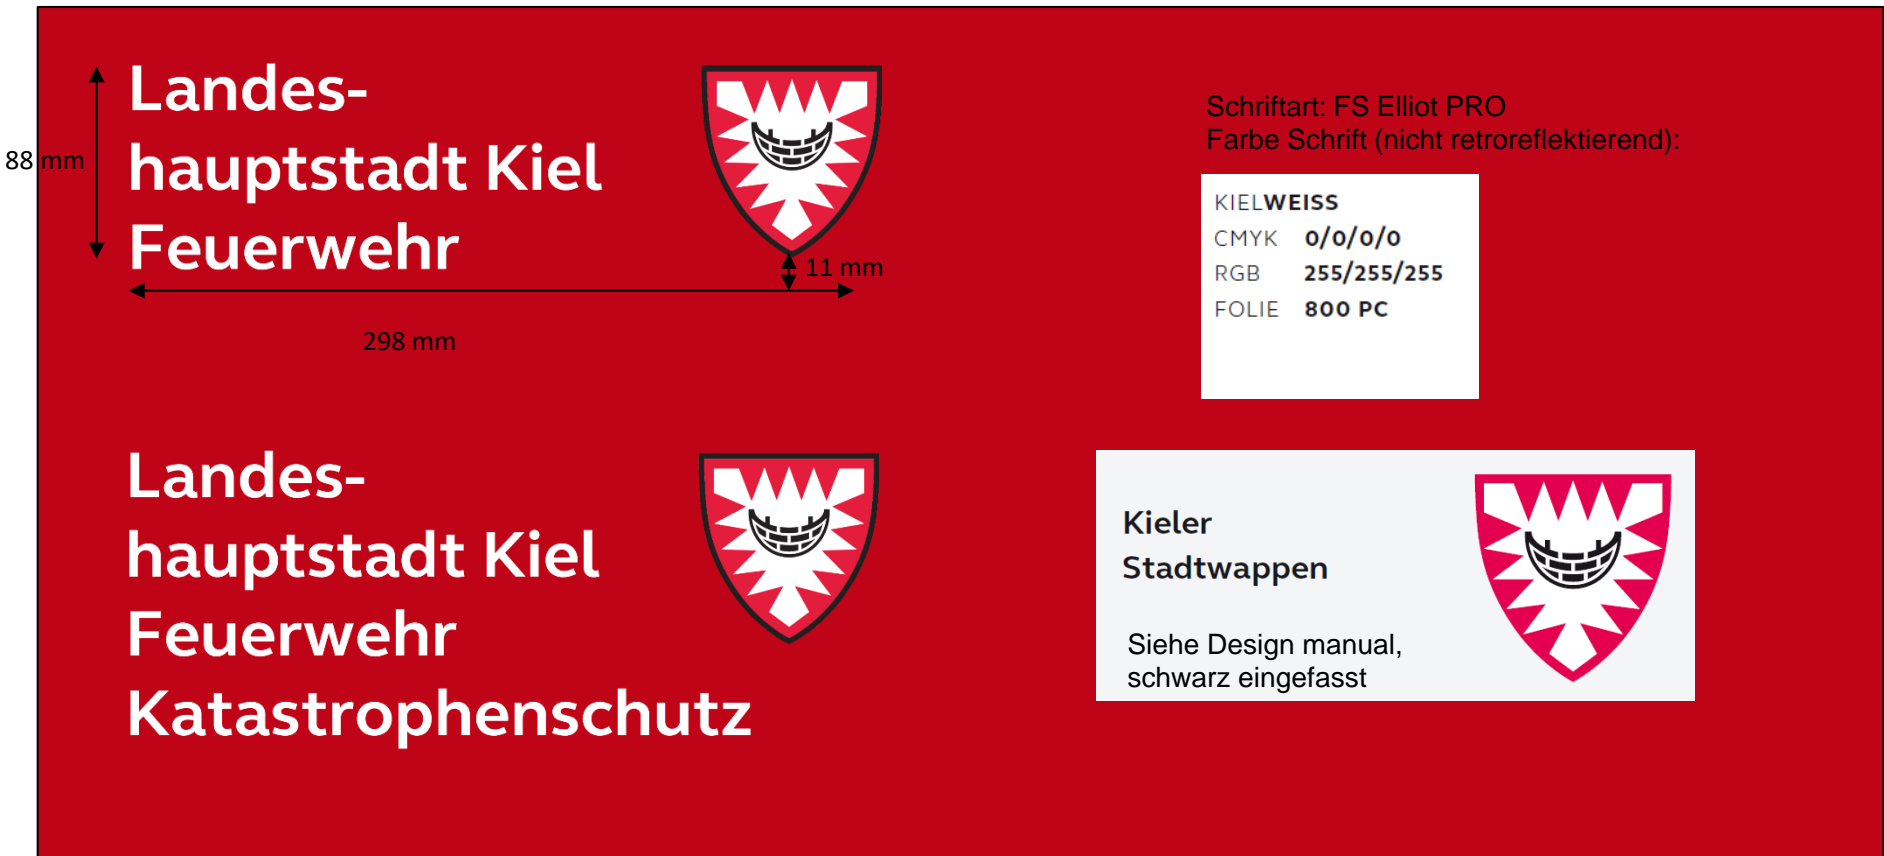 Landes-
hauptstadt Kiel
Feuerwehr
88 mm
11 mm
298 mm
Schriftart: FS Elliot PRO
Farbe Schrift (nicht retroreflektierend):
KIELWEISS
CMYK 0/0/0/0
RGB 255/255/255
FOLIE 800 PC
Landes-
hauptstadt Kiel
Feuerwehr
Katastrophenschutz
Kieler
Stadtwappen
Siehe Design manual,
schwarz eingefasst